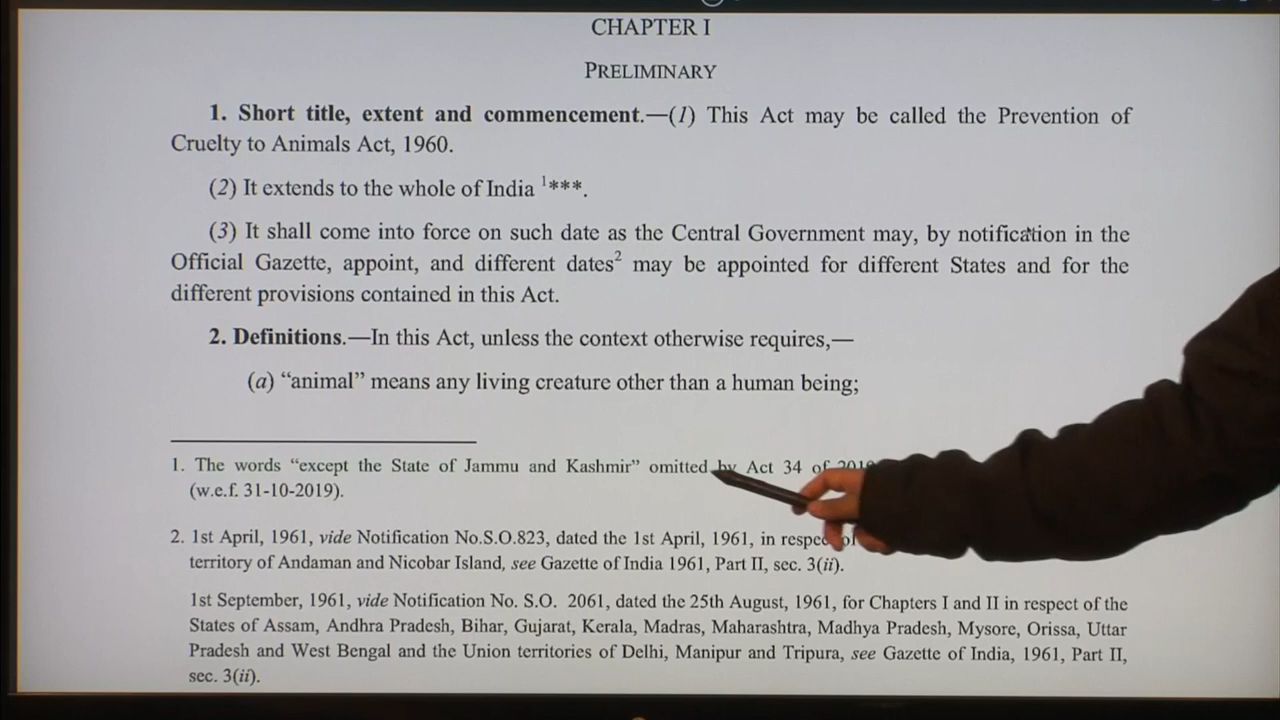 CHAPTER I
PRELIMINARY
1. Short title, extent and commencement.—(1) This Act may be called the Prevention of
Cruelty to Animals Act, 1960.
(2) It extends to the whole of India 1***.
(3) It shall come into force on such date as the Central Government may, by notification in the
Official Gazette, appoint, and different dates2 may be appointed for different States and for the
different provisions contained in this Act.
2. Definitions.—In this Act, unless the context otherwise requires,—
(a) “animal” means any living creature other than a human being;
1. The words “except the State of Jammu and Kashmir” omitted by Act 34 of
(w.e.f. 31-10-2019).
2. 1st April, 1961, vide Notification No.S.O.823, dated the 1st April, 1961, in respec of
territory of Andaman and Nicobar Island, see Gazette of India 1961, Part II, sec. 3(ii).
1st September, 1961, vide Notification No. S.O. 2061, dated the 25th August, 1961, for Chapters I and II in respect of the
States of Assam, Andhra Pradesh, Bihar, Gujarat, Kerala, Madras, Maharashtra, Madhya Pradesh, Mysore, Orissa, Uttar
Pradesh and West Bengal and the Union territories of Delhi, Manipur and Tripura, see Gazette of India, 1961, Part II,
sec. 3(ii).